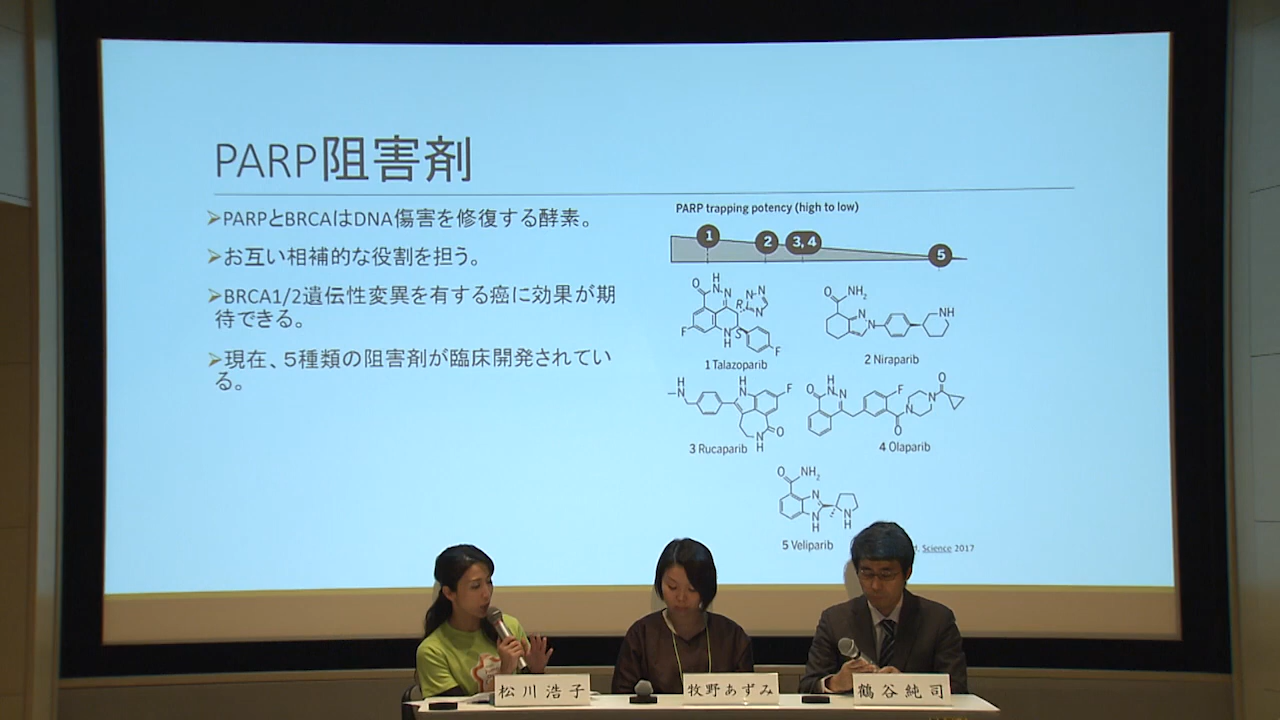 PARP阻害剤
➢PARPとBRCAはDNA傷害を修復する酵素。
➢お互い相補的な役割を担う。
➢BRCA1/2遺伝性変異を有する癌に効果が期
待できる。
➢現在、5種類の阻害剤が臨床開発されてい
る。
PARP trapping potency (high to low)
1 2 3, 4 5
1 Talazoparib
2 Niraparib
3 Rucaparib
4 Olaparib
5 Veliparib
Science 2017
松川浩子
牧野あずみ
鶴谷純司